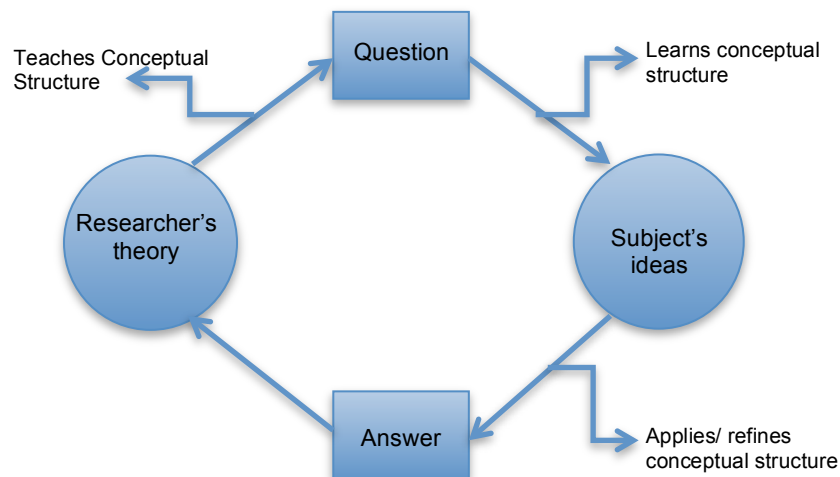 Teaches Conceptual
Structure
Question
Learns conceptual
structure
Researcher’s
theory
Subject’s
ideas
Answer
Applies/ refines
conceptual structure